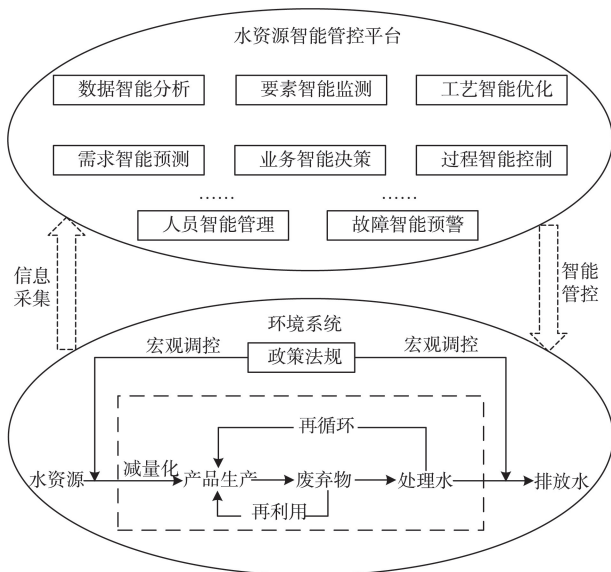 水资源智能管控平台
数据智能分析
要素智能监测
工艺智能优化
需求智能预测
业务智能决策
过程智能控制
……
……
人员智能管理
故障智能预警
信息
采集
智能
管控
环境系统
宏观调控
政策法规
宏观调控
再循环
水资源
减量化
产品生产
废弃物
处理水
排放水
再利用